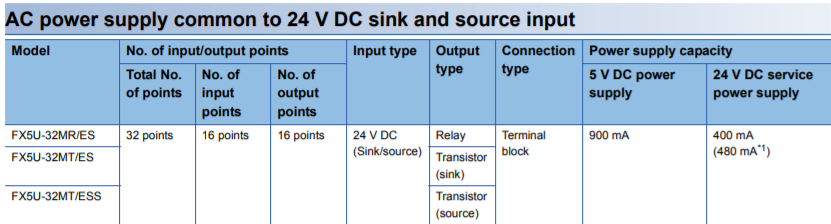 AC power supply common to 24 V DC sink and source input
Model No. of input/output points Input type Output type Connection type Power supply capacity
Total No. of points No. of input points No. of output points 5 V DC power supply 24 V DC service power supply
FX5U-32MR/ES 32 points 16 points 16 points 24 V DC (Sink/source) Relay Terminal block 900 mA 400 mA (480 mA*1)
FX5U-32MT/ES Transistor (sink)
FX5U-32MT/ESS Transistor (source)